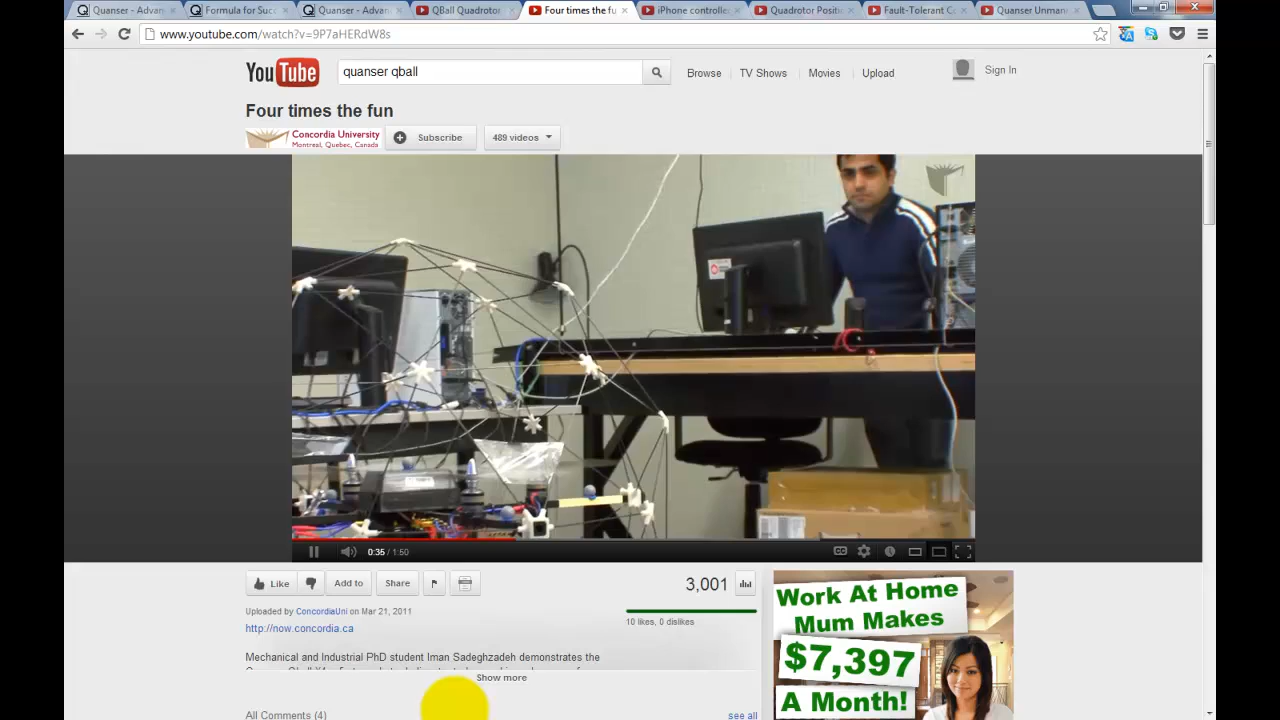 Quanser - Advan
Formula for Suc
Quanser - Advan
QBall Quadrotor
Four times the fu
iPhone controlle
Quadrotor Positi
Fault-Tolerant C
Quanser Unman
www.youtube.com/watch?v=9P7aHERdW8s
YouTube
quanser qball
Browse
TV Shows
Movies
Upload
Sign In
Four times the fun
Concordia University
Montreal, Quebec, Canada
Subscribe
489 videos
0:35 / 1:50
CC
Like
Add to
Share
3,001
Uploaded by ConcordiaUni on Mar 21, 2011
10 likes, 0 dislikes
http://now.concordia.ca
Mechanical and Industrial PhD student Iman Sadeghzadeh demonstrates the
Show more
All Comments (4)
see all
Work At Home
Mum Makes
$7,397
A Month!